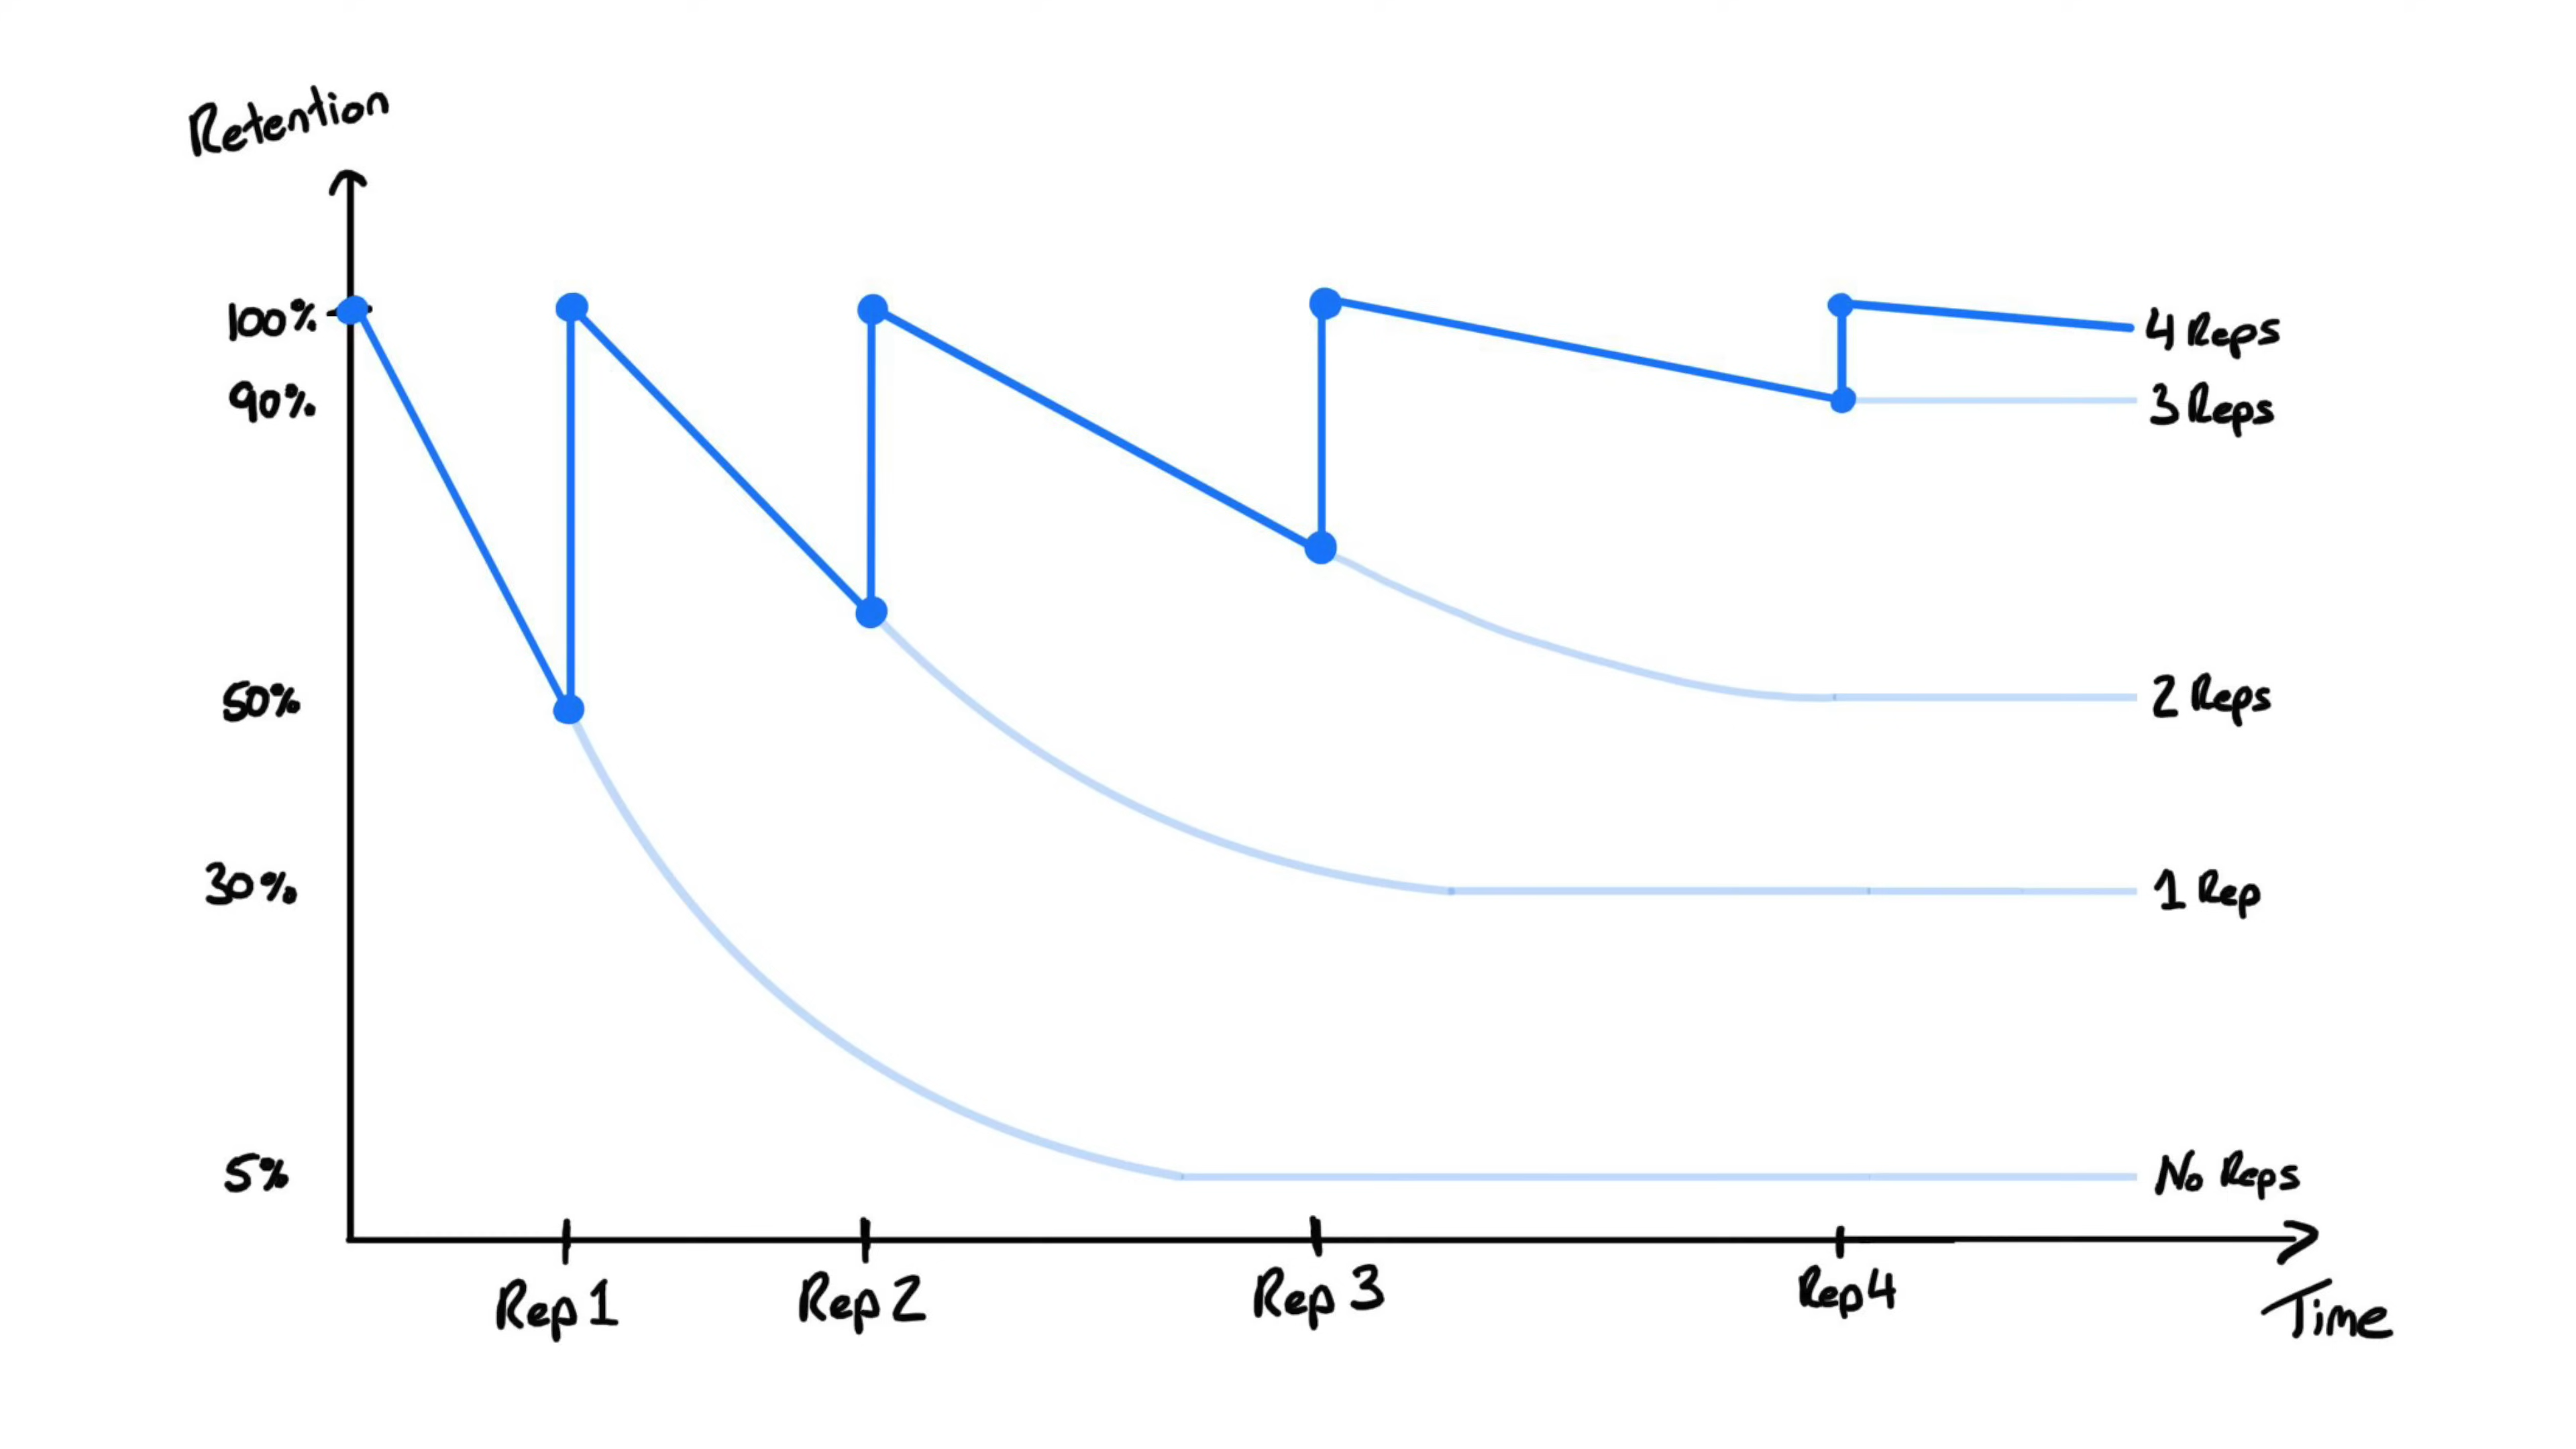 Retention
100%
90%
50%
30%
5%
4 Reps
3 Reps
2 Reps
1 Rep
No Reps
Rep 1
Rep 2
Rep 3
Rep 4
Time